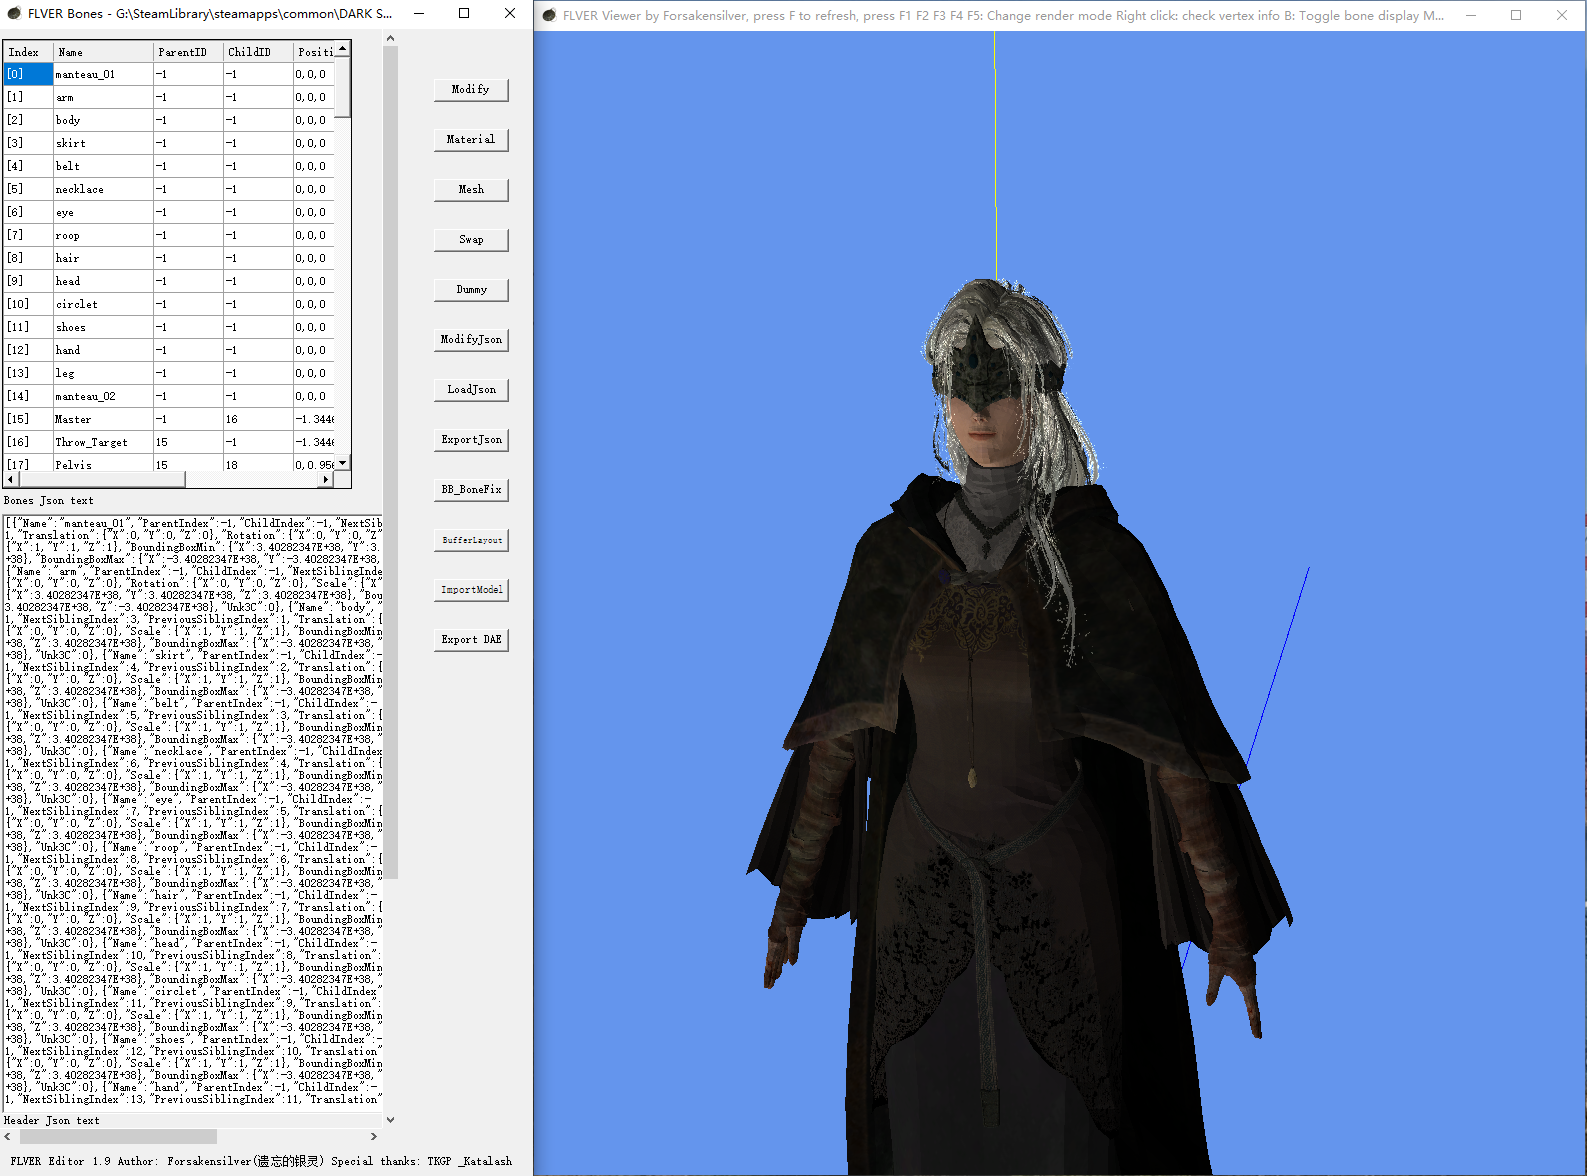 FLVER Bones - G:\SteamLibrary\steamapps\common\DARK S...
FLVER Viewer by Forsakensilver, press F to refresh, press F1 F2 F3 F4 F5: Change render mode Right click: check vertex info B: Toggle bone display M...
Index Name ParentID ChildID Positi
[0] manteau_01 -1 -1 0,0,0
[1] arm -1 -1 0,0,0
[2] body -1 -1 0,0,0
[3] skirt -1 -1 0,0,0
[4] belt -1 -1 0,0,0
[5] necklace -1 -1 0,0,0
[6] eye -1 -1 0,0,0
[7] roop -1 -1 0,0,0
[8] hair -1 -1 0,0,0
[9] head -1 -1 0,0,0
[10] circlet -1 -1 0,0,0
[11] shoes -1 -1 0,0,0
[12] hand -1 -1 0,0,0
[13] leg -1 -1 0,0,0
[14] manteau_02 -1 -1 0,0,0
[15] Master -1 16 -1.344
[16] Throw_Target 15 -1 -1.344
[17] Pelvis 15 18 0,0.95
Modify
Material
Mesh
Swap
Dummy
ModifyJson
LoadJson
ExportJson
BB_BoneFix
BufferLayout
ImportModel
Export DAE
Bones Json text
[{"Name":"manteau_01","ParentIndex":-1,"ChildIndex":-1,"NextSib
1,"Translation":{"X":0,"Y":0,"Z":0},"Rotation":{"X":0,"Y":0,"Z"
{"X":1,"Y":1,"Z":1},"BoundingBoxMin":{"X":3.40282347E+38,"Y":3.
+38},"BoundingBoxMax":{"X":-3.40282347E+38,"Y":-3.40282347E+38,
{"Name":"arm","ParentIndex":-1,"ChildIndex":-1,"NextSiblingInde
{"X":0,"Y":0,"Z":0},"Rotation":{"X":0,"Y":0,"Z":0},"Scale":{"X"
{"X":3.40282347E+38,"Y":3.40282347E+38,"Z":3.40282347E+38},"Bou
3.40282347E+38,"Z":-3.40282347E+38},"Unk3C":0},{"Name":"body","
1,"NextSiblingIndex":3,"PreviousSiblingIndex":1,"Translation":{
{"X":0,"Y":0,"Z":0},"Scale":{"X":1,"Y":1,"Z":1},"BoundingBoxMin
+38,"Z":3.40282347E+38},"BoundingBoxMax":{"X":-3.40282347E+38,"
+38},"Unk3C":0},{"Name":"skirt","ParentIndex":-1,"ChildIndex":-
1,"NextSiblingIndex":4,"PreviousSiblingIndex":2,"Translation":{
{"X":0,"Y":0,"Z":0},"Scale":{"X":1,"Y":1,"Z":1},"BoundingBoxMin
+38,"Z":3.40282347E+38},"BoundingBoxMax":{"X":-3.40282347E+38,"
+38},"Unk3C":0},{"Name":"belt","ParentIndex":-1,"ChildIndex":-
1,"NextSiblingIndex":5,"PreviousSiblingIndex":3,"Translation":{
{"X":0,"Y":0,"Z":0},"Scale":{"X":1,"Y":1,"Z":1},"BoundingBoxMin
+38,"Z":3.40282347E+38},"BoundingBoxMax":{"X":-3.40282347E+38,"
+38},"Unk3C":0},{"Name":"necklace","ParentIndex":-1,"ChildIndex
1,"NextSiblingIndex":6,"PreviousSiblingIndex":4,"Translation":{
{"X":0,"Y":0,"Z":0},"Scale":{"X":1,"Y":1,"Z":1},"BoundingBoxMin
+38,"Z":3.40282347E+38},"BoundingBoxMax":{"X":-3.40282347E+38,"
+38},"Unk3C":0},{"Name":"eye","ParentIndex":-1,"ChildIndex":-
1,"NextSiblingIndex":7,"PreviousSiblingIndex":5,"Translation":{
{"X":0,"Y":0,"Z":0},"Scale":{"X":1,"Y":1,"Z":1},"BoundingBoxMin
+38,"Z":3.40282347E+38},"BoundingBoxMax":{"X":-3.40282347E+38,"
+38},"Unk3C":0},{"Name":"roop","ParentIndex":-1,"ChildIndex":-
1,"NextSiblingIndex":8,"PreviousSiblingIndex":6,"Translation":{
{"X":0,"Y":0,"Z":0},"Scale":{"X":1,"Y":1,"Z":1},"BoundingBoxMin
+38,"Z":3.40282347E+38},"BoundingBoxMax":{"X":-3.40282347E+38,"
+38},"Unk3C":0},{"Name":"hair","ParentIndex":-1,"ChildIndex":-
1,"NextSiblingIndex":9,"PreviousSiblingIndex":7,"Translation":{
{"X":0,"Y":0,"Z":0},"Scale":{"X":1,"Y":1,"Z":1},"BoundingBoxMin
+38,"Z":3.40282347E+38},"BoundingBoxMax":{"X":-3.40282347E+38,"
+38},"Unk3C":0},{"Name":"head","ParentIndex":-1,"ChildIndex":-
1,"NextSiblingIndex":10,"PreviousSiblingIndex":8,"Translation":
{"X":0,"Y":0,"Z":0},"Scale":{"X":1,"Y":1,"Z":1},"BoundingBoxMin
+38,"Z":3.40282347E+38},"BoundingBoxMax":{"X":-3.40282347E+38,"
+38},"Unk3C":0},{"Name":"circlet","ParentIndex":-1,"ChildIndex"
1,"NextSiblingIndex":11,"PreviousSiblingIndex":9,"Translation":
{"X":0,"Y":0,"Z":0},"Scale":{"X":1,"Y":1,"Z":1},"BoundingBoxMin
+38,"Z":3.40282347E+38},"BoundingBoxMax":{"X":-3.40282347E+38,"
+38},"Unk3C":0},{"Name":"shoes","ParentIndex":-1,"ChildIndex":-
1,"NextSiblingIndex":12,"PreviousSiblingIndex":10,"Translation"
{"X":0,"Y":0,"Z":0},"Scale":{"X":1,"Y":1,"Z":1},"BoundingBoxMin
+38,"Z":3.40282347E+38},"BoundingBoxMax":{"X":-3.40282347E+38,"
+38},"Unk3C":0},{"Name":"hand","ParentIndex":-1,"ChildIndex":-
1,"NextSiblingIndex":13,"PreviousSiblingIndex":11,"Translation"
Header Json text
FLVER Editor 1.9 Author: Forsakensilver(遗忘的银灵) Special thanks: TKGP _Katalash